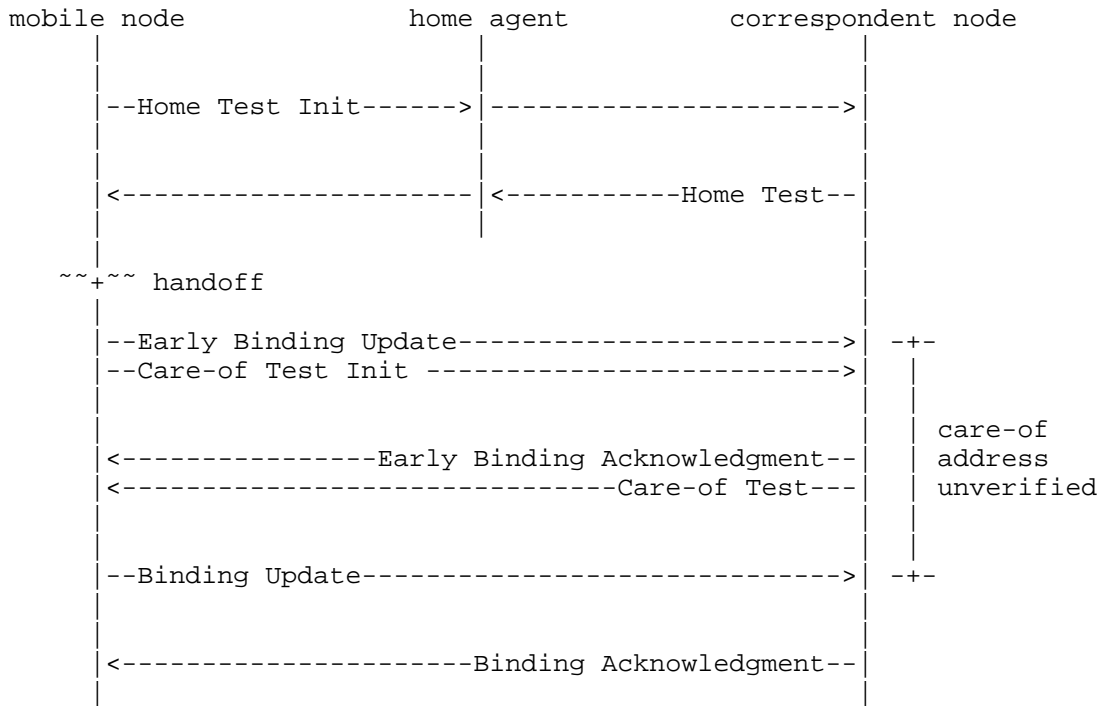 mobile node home agent correspondent node
--Home Test Init------>|---------------------->
<----------------------|<-----------Home Test--
~~+~~ handoff
--Early Binding Update------------------------> -+-
--Care-of Test Init -------------------------->
care-of
<----------------Early Binding Acknowledgment-- address
<-------------------------------Care-of Test--- unverified
--Binding Update------------------------------> -+-
<----------------------Binding Acknowledgment--